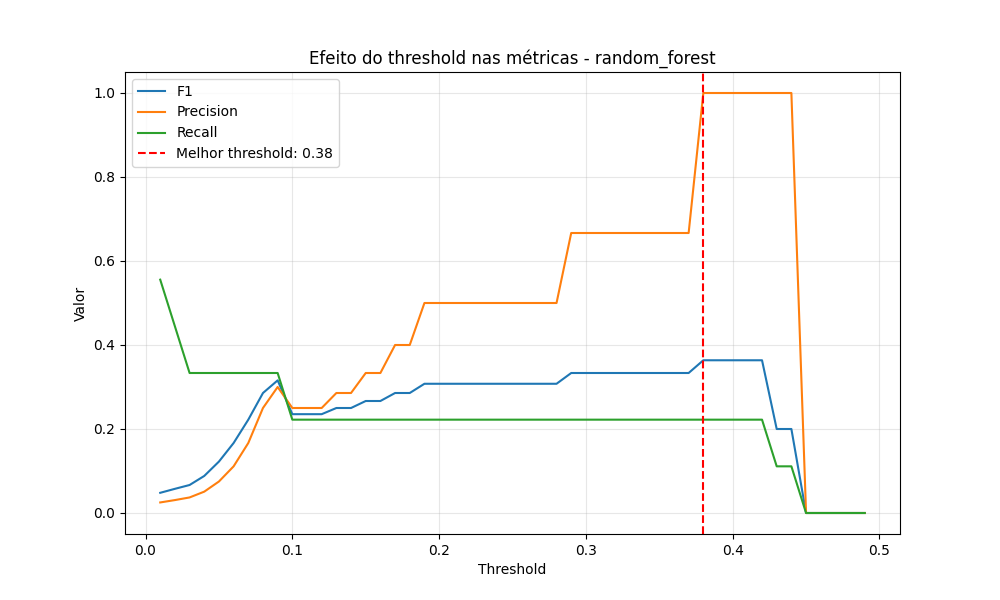 Efeito do threshold nas métricas - random_forest
F1
Precision
Recall
Melhor threshold: 0.38
1.0
0.8
0.6
0.4
0.2
0.0
Valor
0.0 0.1 0.2 0.3 0.4 0.5
Threshold